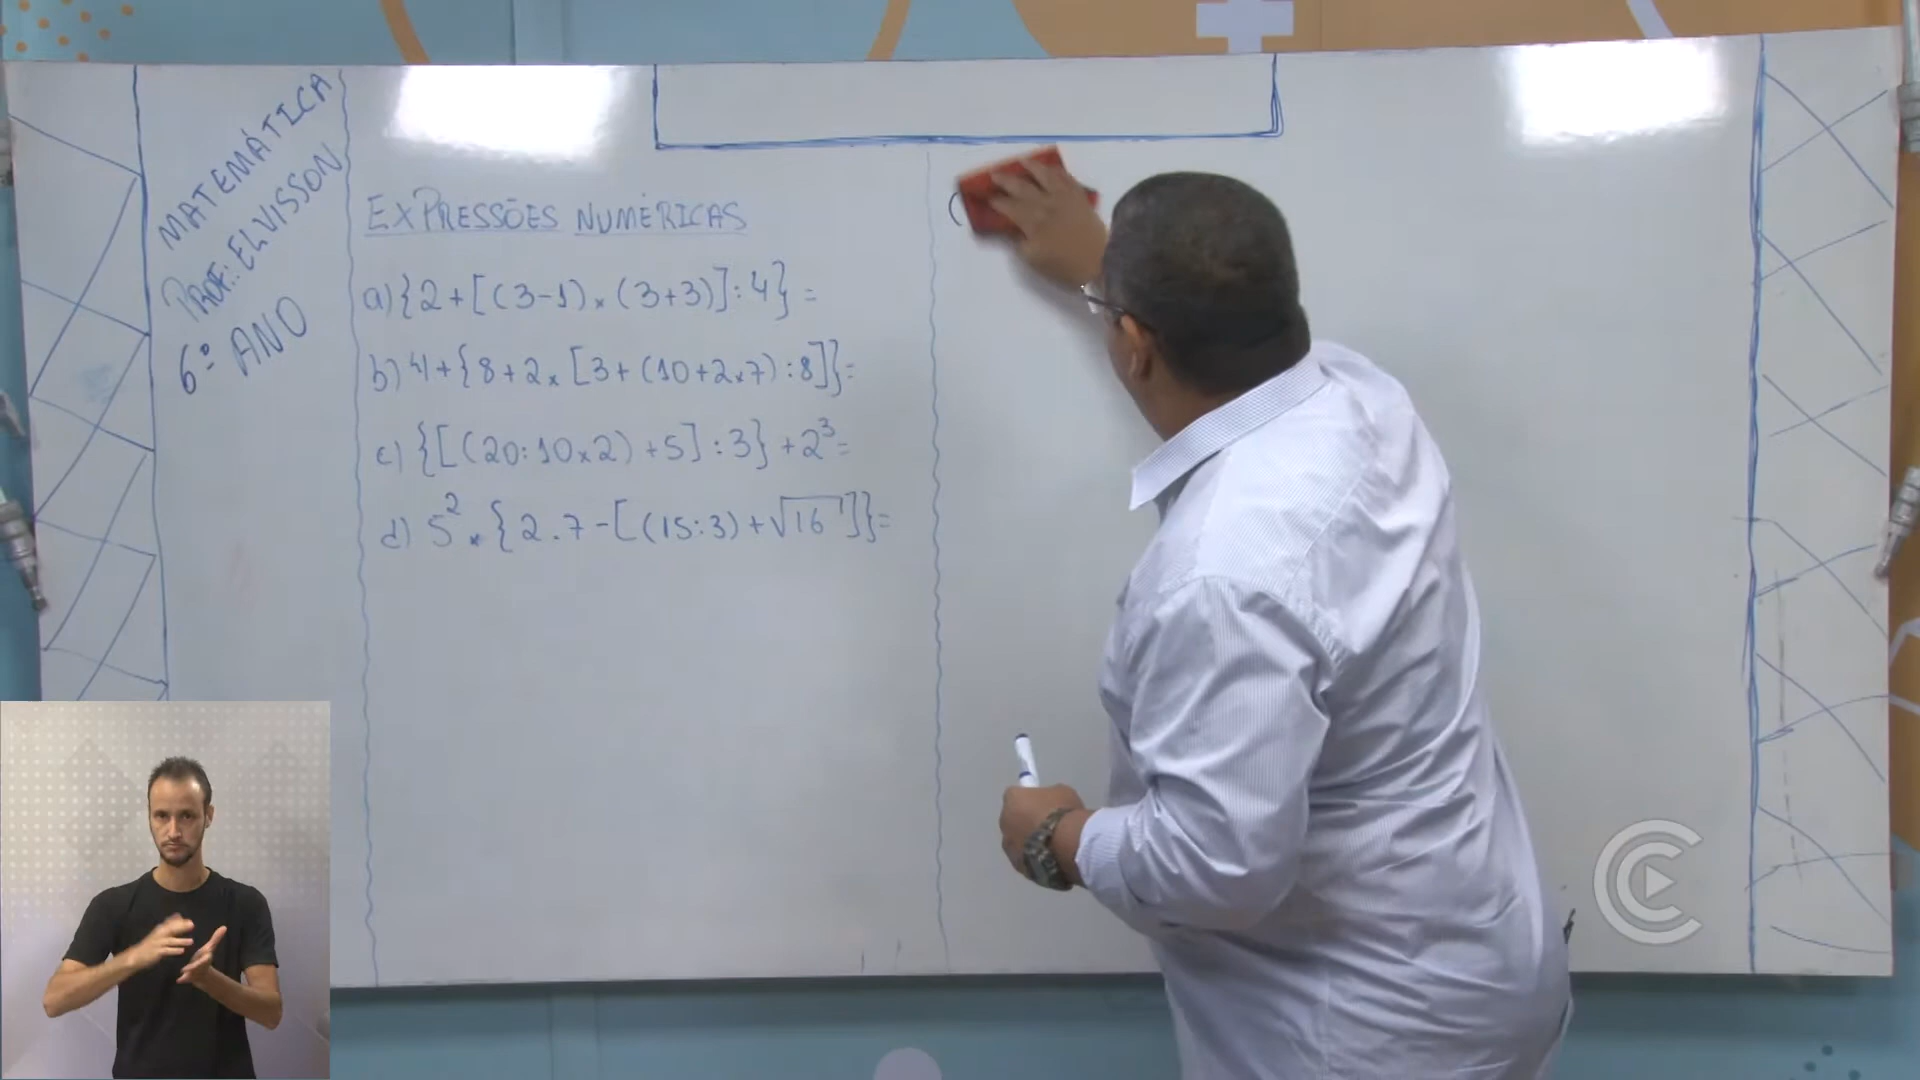 MATEMÁTICA
PROF.: ELVISSON
6º ANO
EXPRESSÕES NUMÉRICAS
a) {2 + [(3-1) × (3+3)] : 4} =
b) 4 + {8 + 2 × [3 + (10 + 2×7) : 8]} =
c) {[(20:10×2) + 5] : 3} + 2³ =
d) 5² × {2 . 7 - [(15:3) + √16]} =
(